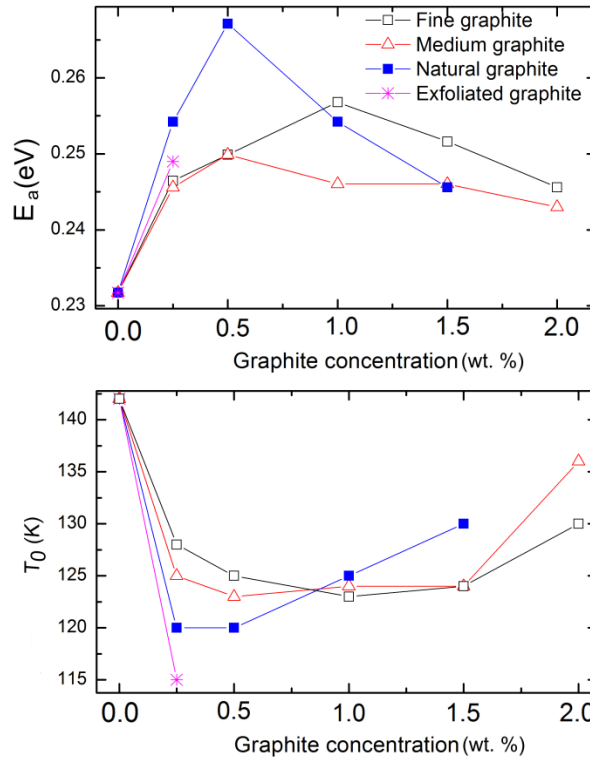 Fine graphite
Medium graphite
Natural graphite
Exfoliated graphite
0.26
0.25
0.24
0.23
E a(eV)
0.0 0.5 1.0 1.5 2.0
Graphite concentration (wt. %)
140
135
130
125
120
115
T0 (K)
0.0 0.5 1.0 1.5 2.0
Graphite concentration (wt. %)